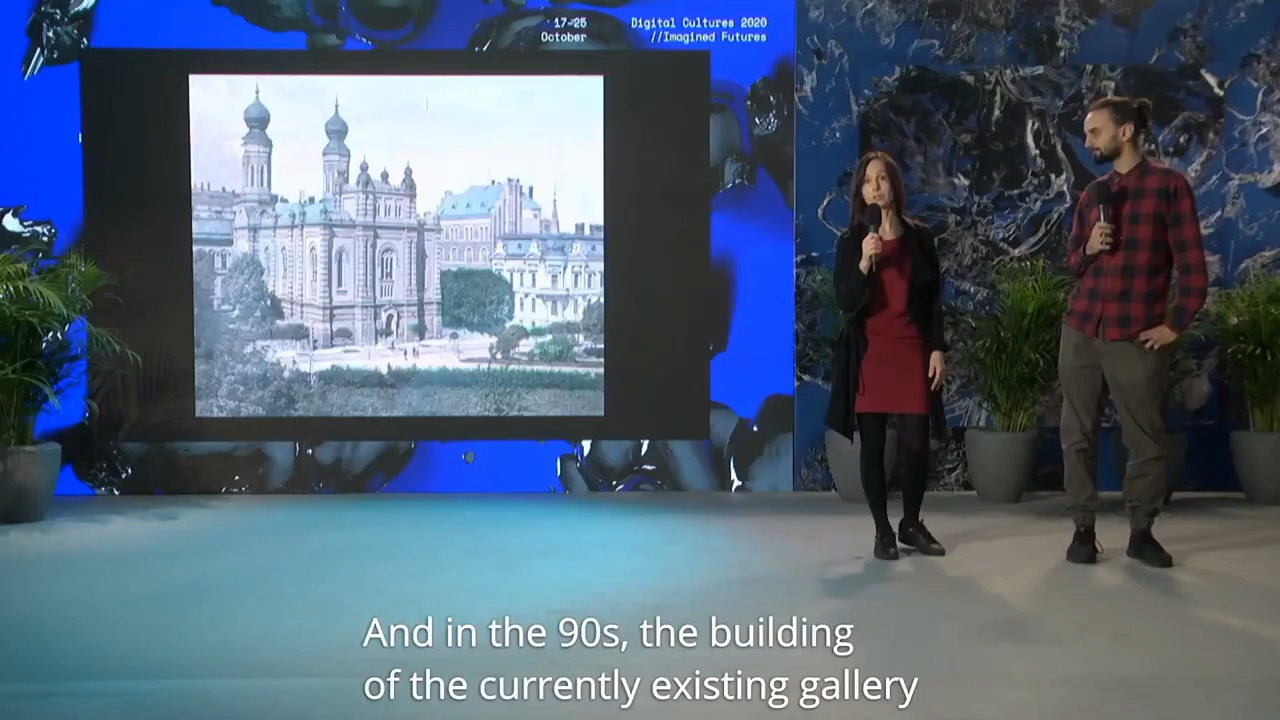 17–25
October
Digital Cultures 2020
//Imagined Futures
And in the 90s, the building
of the currently existing gallery